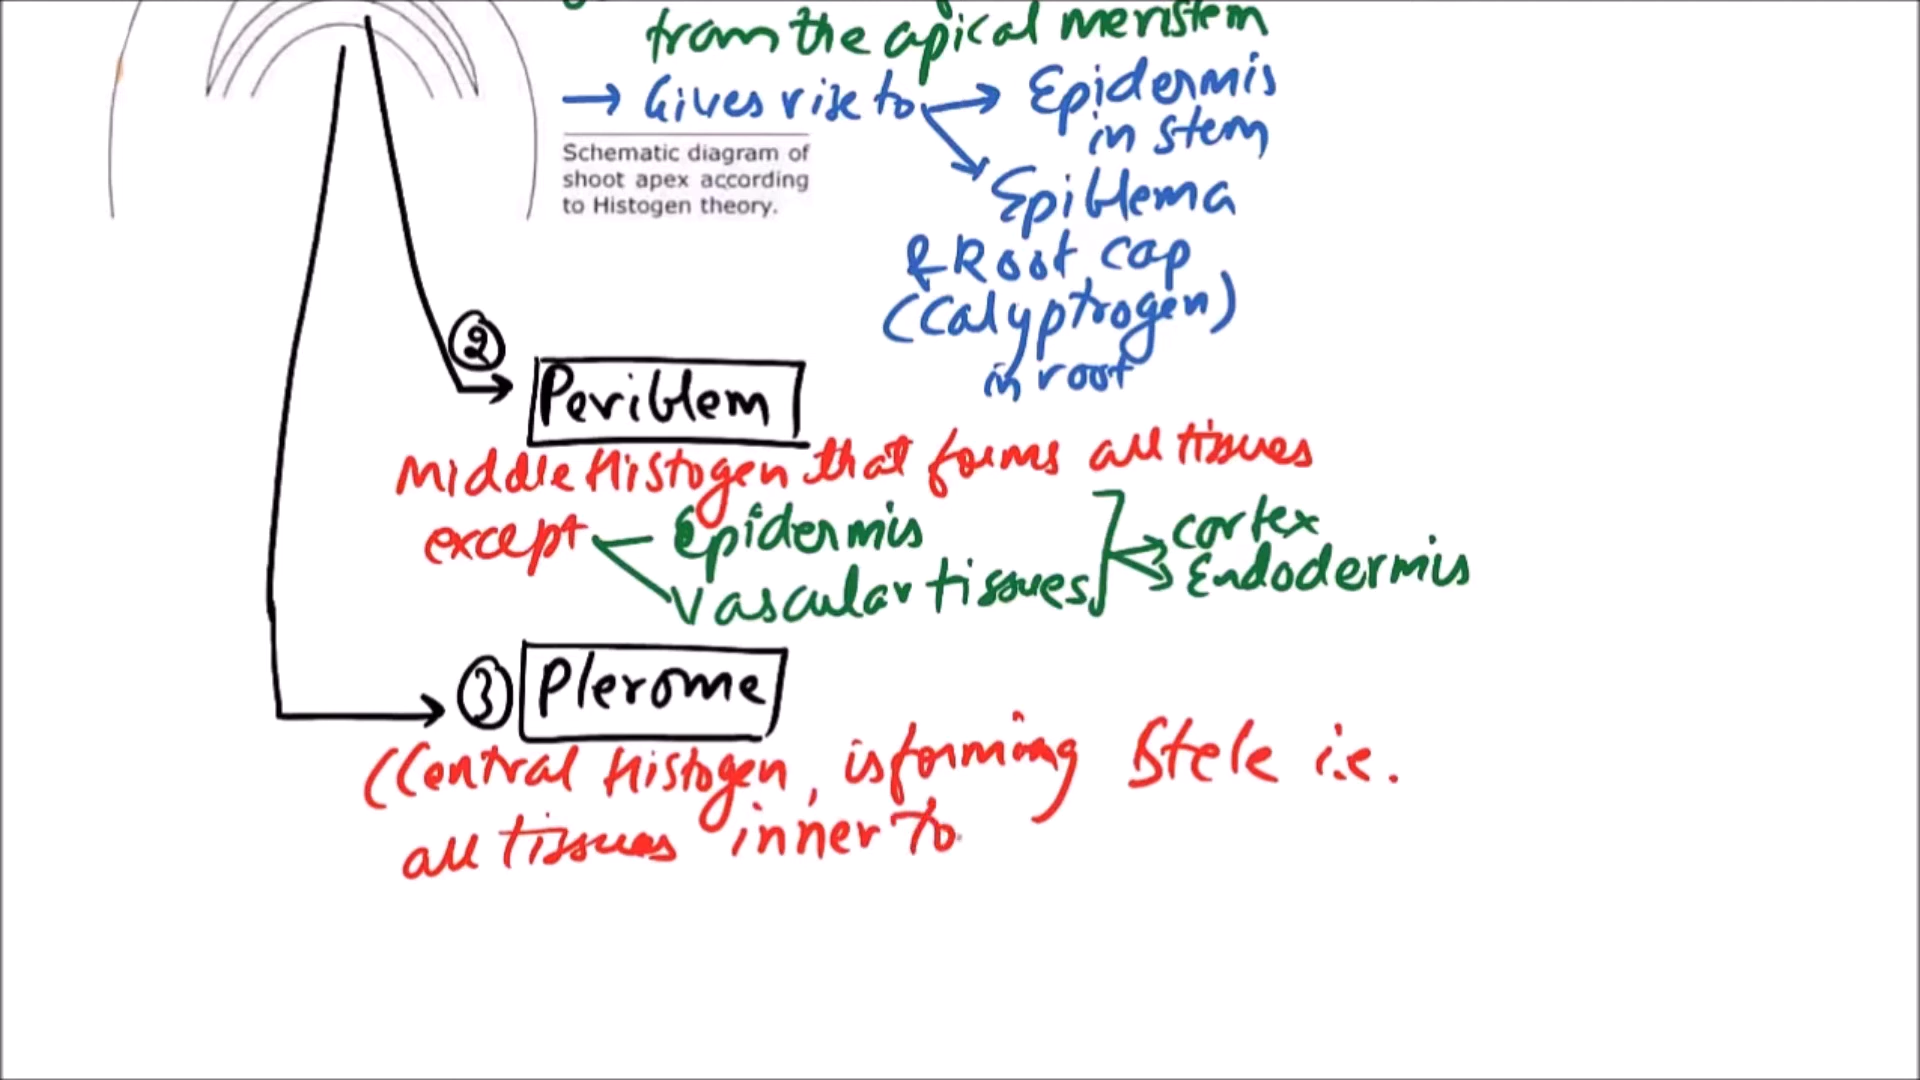 from the apical meristem
→ Gives rise to → Epidermis
in stem
Schematic diagram of
shoot apex according
to Histogen theory.
Epiblema
& Root cap
(Calyptrogen)
in root
②
Periblem
Middle Histogen that forms all tissues
except Epidermis
Vascular tissues
cortex
Endodermis
③ Plerome
(Central Histogen, is forming Stele i.e.
all tissues inner to